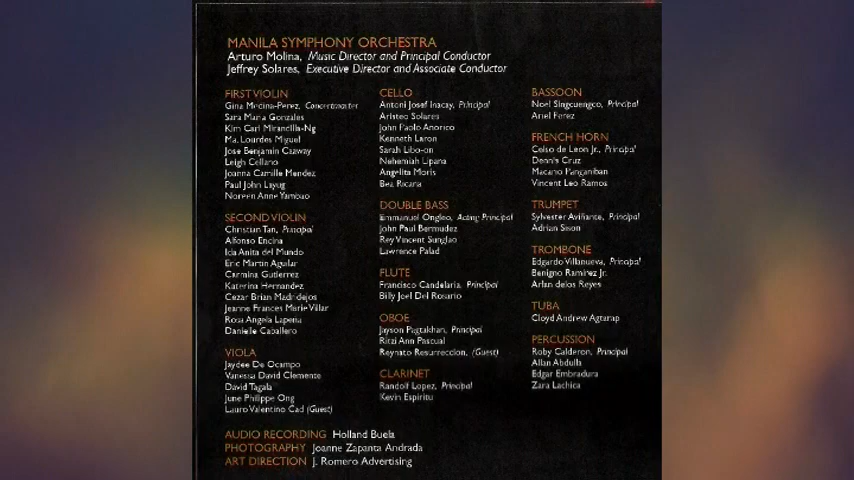 MANILA SYMPHONY ORCHESTRA
Arturo Molina, Music Director and Principal Conductor
Jeffrey Solares, Executive Director and Associate Conductor
FIRST VIOLIN
Gina Medina-Perez, Concertmaster
Sara Maria Gonzales
Kim Carl Mirancilla-Ng
Ma. Lourdes Miguel
Jose Benjamin Caaway
Leigh Cellano
Joanna Camille Mendez
Paul John Layug
Noreen Anne Yambao
SECOND VIOLIN
Christian Tan, Principal
Alfonso Encina
Ida Anita del Mundo
Eric Martin Aguilar
Carmina Gutierrez
Katerina Hernandez
Cezar Brian Madridejos
Jeanne Frances Marie Villar
Rosa Angela Lapena
Danielle Caballero
VIOLA
Jaydee De Ocampo
Vanessa David Clemente
David Tagala
June Philippe Ong
Lauro Valentino Cad (Guest)
CELLO
Antoni Josef Inacay, Principal
Aristeo Solares
John Paolo Anorico
Kenneth Laron
Sarah Libo-on
Nehemiah Lipana
Angelita Moris
Bea Ricana
DOUBLE BASS
Emmanuel Ongleo, Acting Principal
John Paul Bermudez
Rey Vincent Sunglao
Lawrence Palad
FLUTE
Francisco Candelaria, Principal
Billy Joel Del Rosario
OBOE
Jayson Pagtakhan, Principal
Ritzi Ann Pascual
Reynato Resurreccion, (Guest)
CLARINET
Randolf Lopez, Principal
Kevin Espiritu
BASSOON
Noel Singcuengco, Principal
Ariel Perez
FRENCH HORN
Celso de Leon Jr., Principal
Dennis Cruz
Macario Panganiban
Vincent Leo Ramos
TRUMPET
Sylvester Aviñante, Principal
Adrian Sison
TROMBONE
Edgardo Villanueva, Principal
Benigno Ramirez Jr.
Arlan delos Reyes
TUBA
Cloyd Andrew Agtarap
PERCUSSION
Roby Calderon, Principal
Allan Abdulla
Edgar Embradura
Zara Lachica
AUDIO RECORDING Holland Buela
PHOTOGRAPHY Joanne Zapanta Andrada
ART DIRECTION J. Romero Advertising